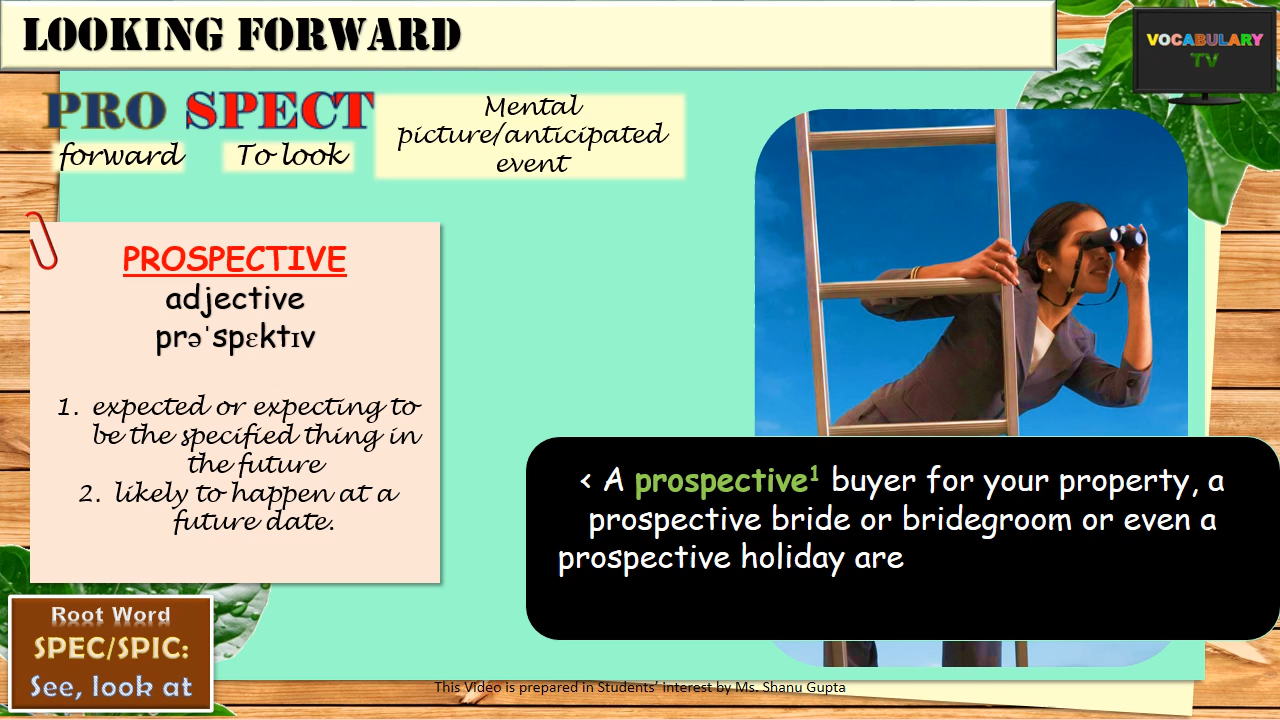 LOOKING FORWARD
VOCABULARY
TV
PRO SPECT
forward To look
Mental
picture/anticipated
event
PROSPECTIVE
adjective
prəˈspɛktɪv
1. expected or expecting to
be the specified thing in
the future
2. likely to happen at a
future date.
< A prospective¹ buyer for your property, a
prospective bride or bridegroom or even a
prospective holiday are
Root Word
SPEC/SPIC:
See, look at
This Video is prepared in Students' interest by Ms. Shanu Gupta